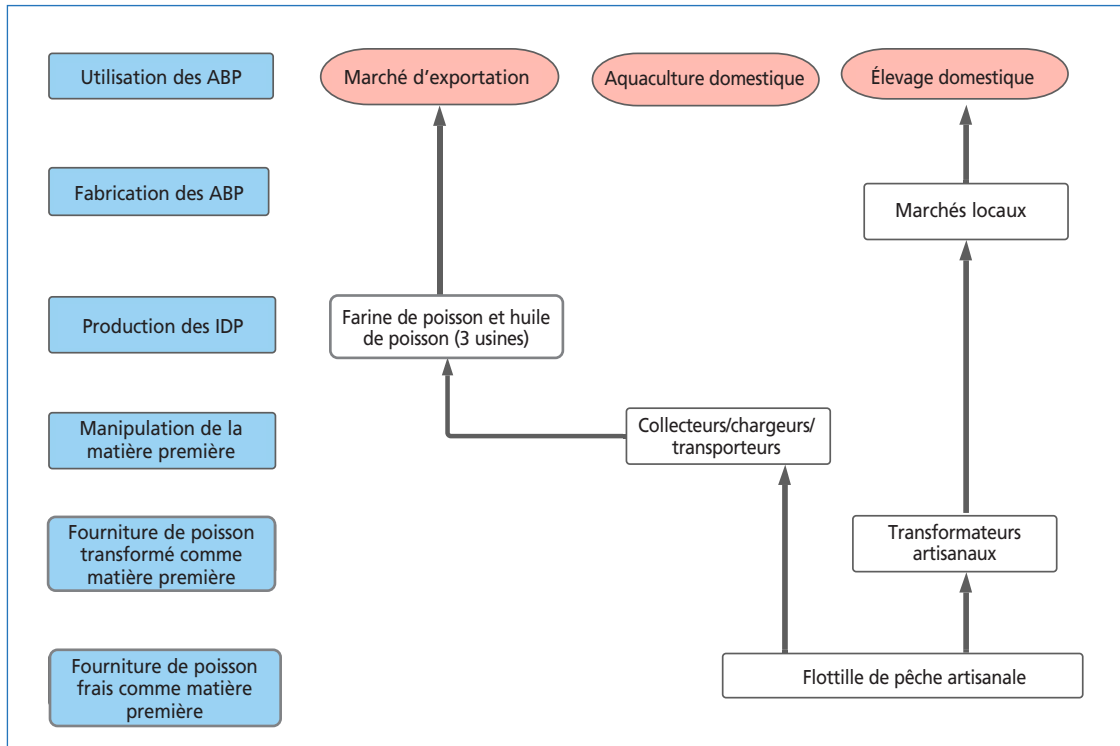 Utilisation des ABP
Marché d'exportation
Aquaculture domestique
Élevage domestique
Fabrication des ABP
Marchés locaux
Production des IDP
Farine de poisson et huile
de poisson (3 usines)
Manipulation de la
matière première
Collecteurs/chargeurs/
transporteurs
Fourniture de poisson
transformé comme
matière première
Transformateurs
artisanaux
Fourniture de poisson
frais comme matière
première
Flottille de pêche artisanale